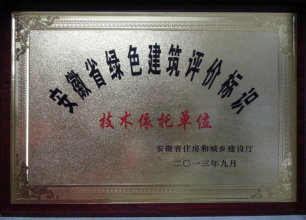 安徽省绿色建筑评价标识
技术依托单位
安徽省住房和城乡建设厅
二〇一三年九月